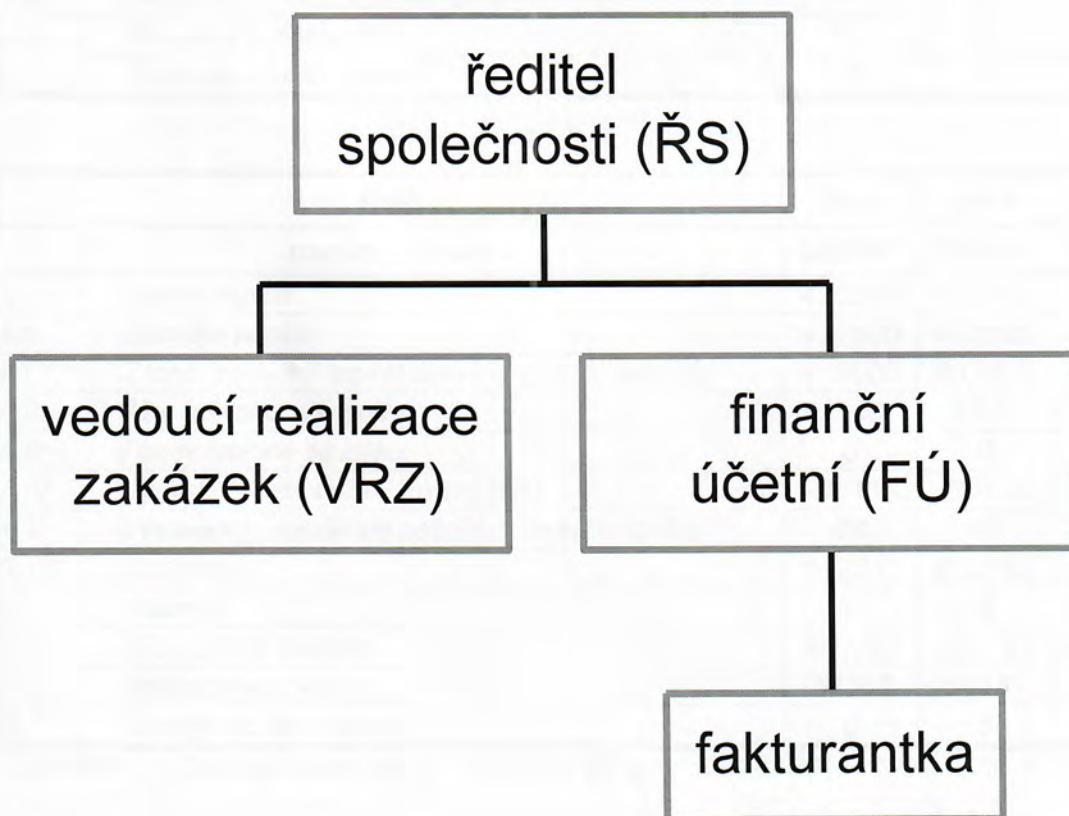 ředitel
společnosti (ŘS)
vedoucí realizace
zakázek (VRZ)
finanční
účetní (FÚ)
fakturantka